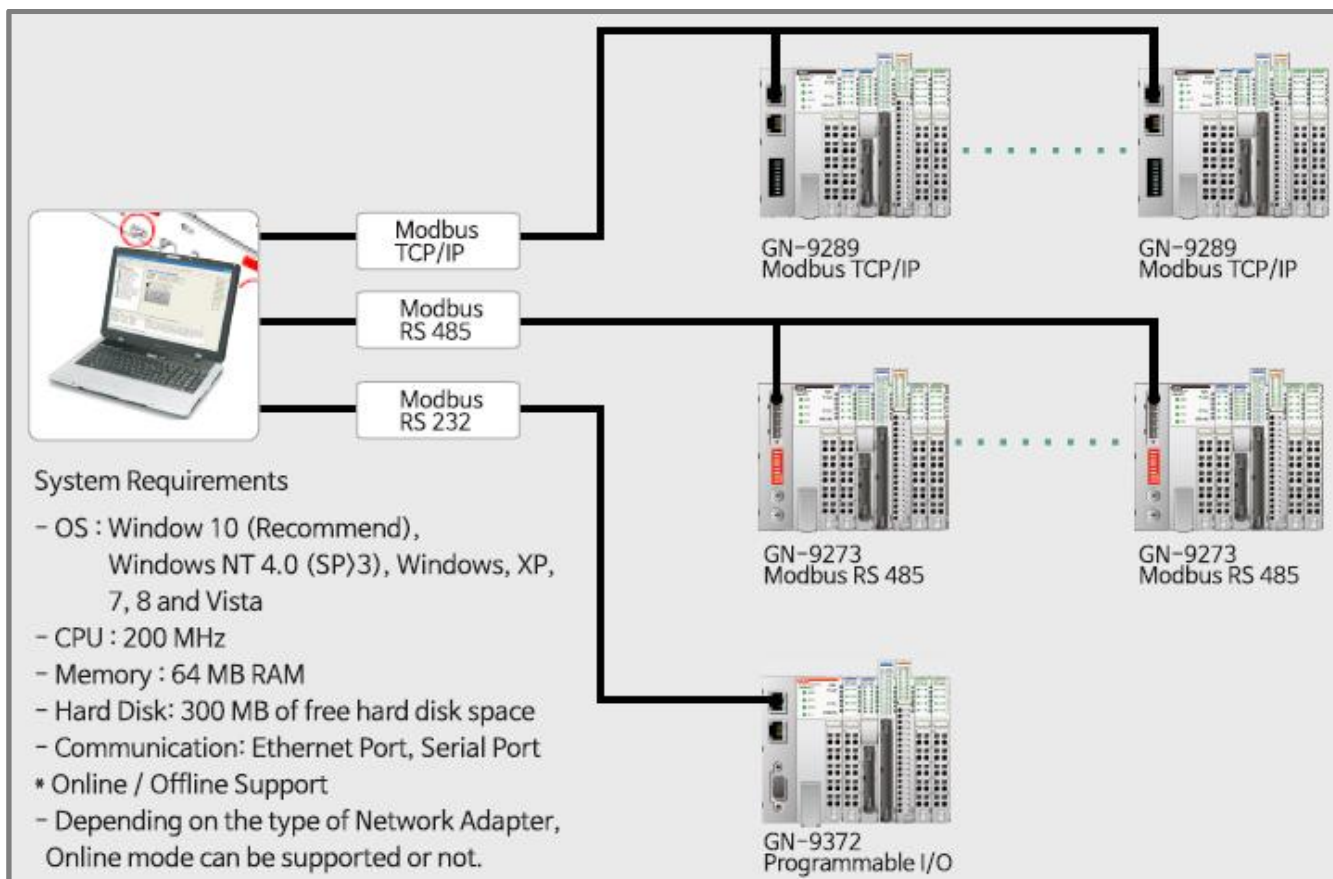 Modbus
TCP/IP
GN-9289
Modbus TCP/IP
GN-9289
Modbus TCP/IP
Modbus
RS 485
Modbus
RS 232
GN-9273
Modbus RS 485
GN-9273
Modbus RS 485
System Requirements
- OS : Window 10 (Recommend),
Windows NT 4.0 (SP>3), Windows, XP,
7, 8 and Vista
- CPU : 200 MHz
- Memory : 64 MB RAM
- Hard Disk: 300 MB of free hard disk space
- Communication: Ethernet Port, Serial Port
* Online / Offline Support
- Depending on the type of Network Adapter,
Online mode can be supported or not.
GN-9372
Programmable I/O